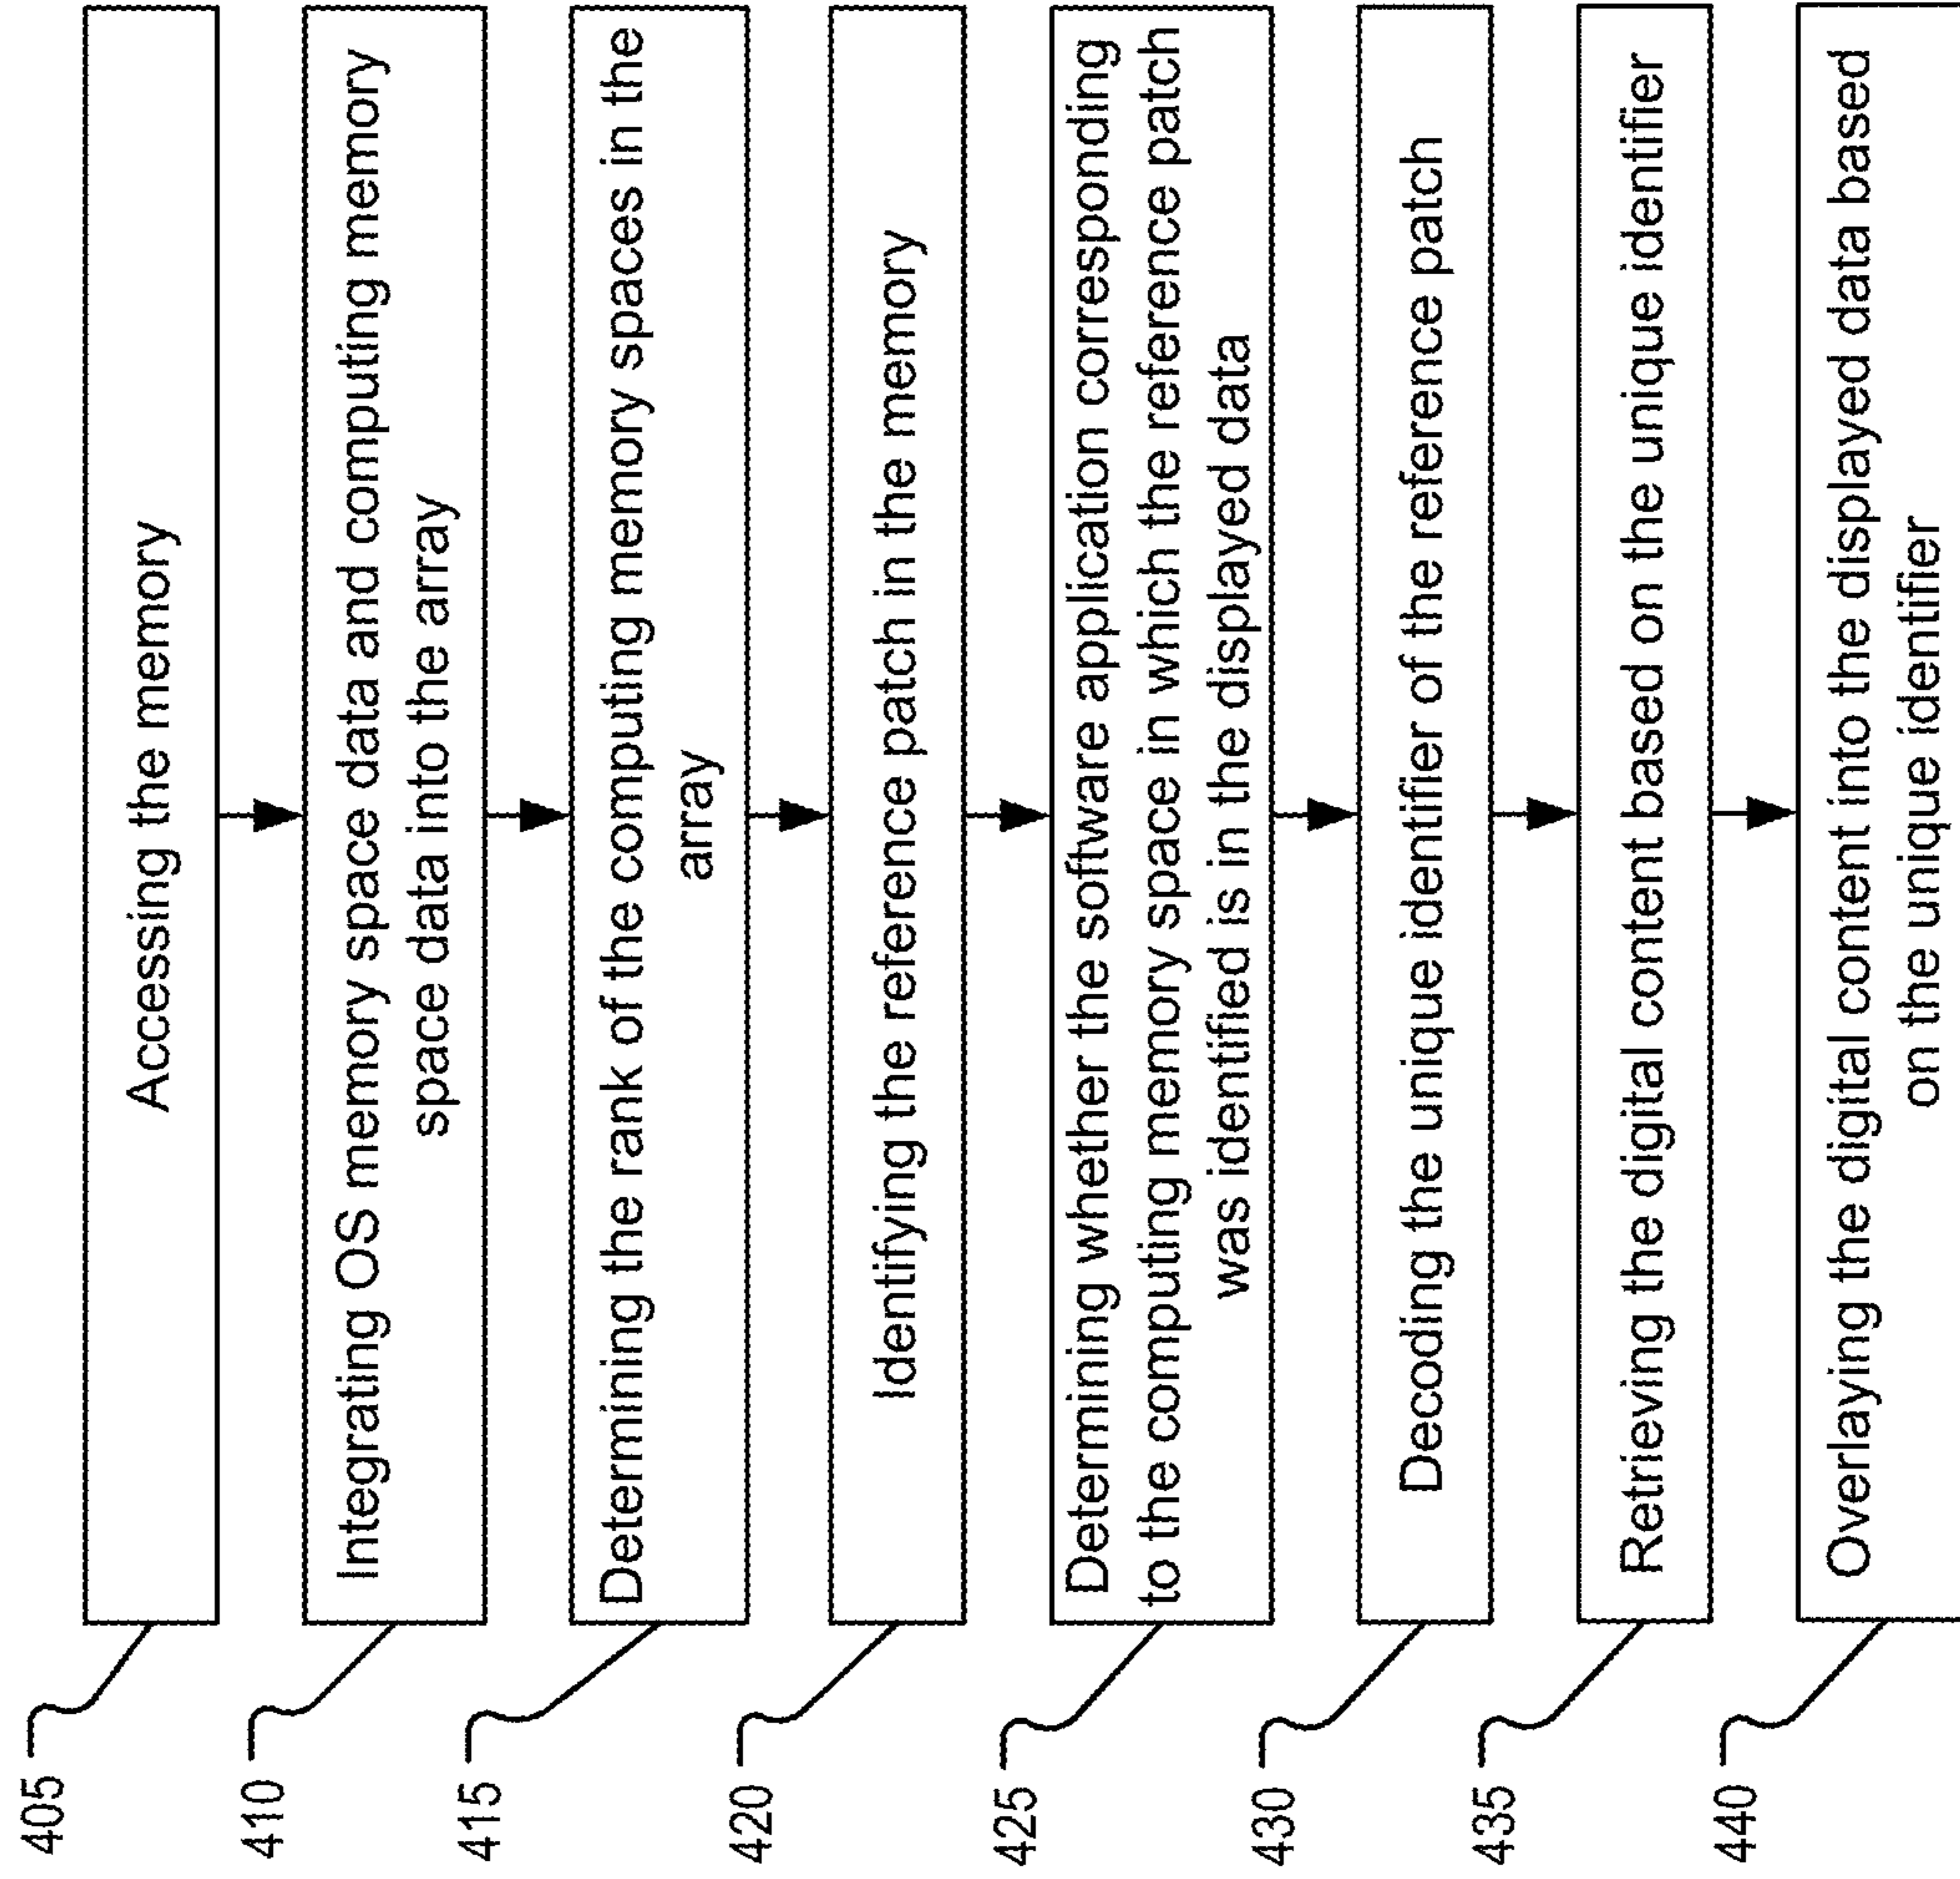 405
Accessing the memory
410
Integrating OS memory space data and computing memory
space data into the array
415
Determining the rank of the computing memory spaces in the
array
420
Identifying the reference patch in the memory
425
Determining whether the software application corresponding
to the computing memory space in which the reference patch
was identified is in the displayed data
430
Decoding the unique identifier of the reference patch
435
Retrieving the digital content based on the unique identifier
440
Overlaying the digital content into the displayed data based
on the unique identifier